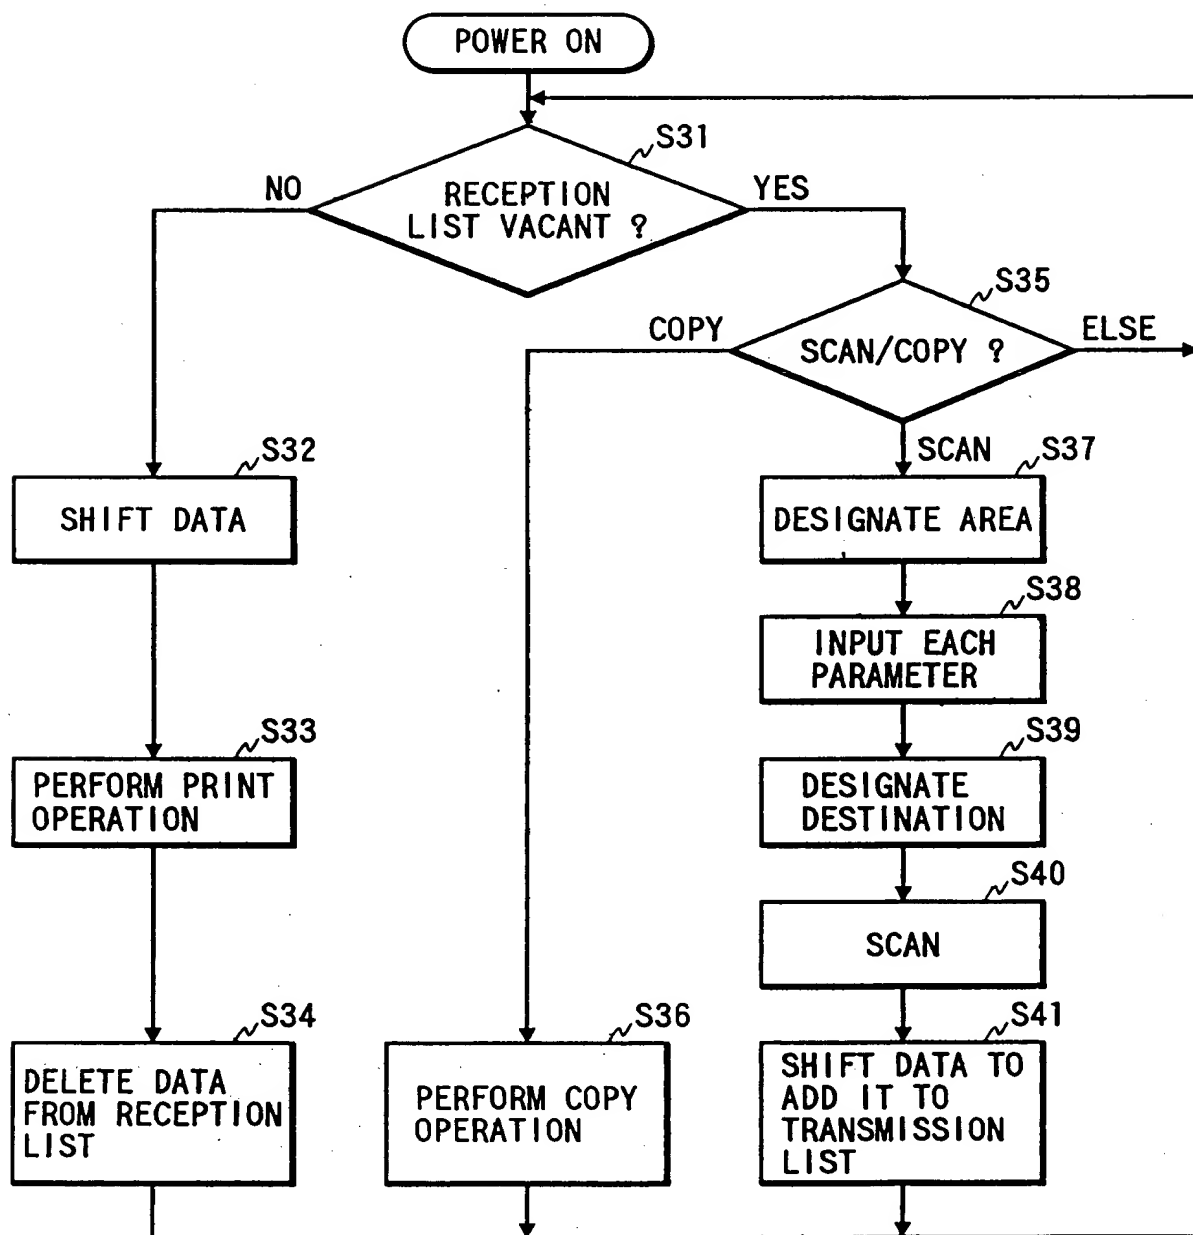 POWER ON
S31
NO
RECEPTION
LIST VACANT ?
YES
S35
COPY
SCAN/COPY ?
ELSE
SCAN
S32
SHIFT DATA
S37
DESIGNATE AREA
S38
INPUT EACH
PARAMETER
S33
PERFORM PRINT
OPERATION
S39
DESIGNATE
DESTINATION
S40
SCAN
S34
DELETE DATA
FROM RECEPTION
LIST
S36
PERFORM COPY
OPERATION
S41
SHIFT DATA TO
ADD IT TO
TRANSMISSION
LIST